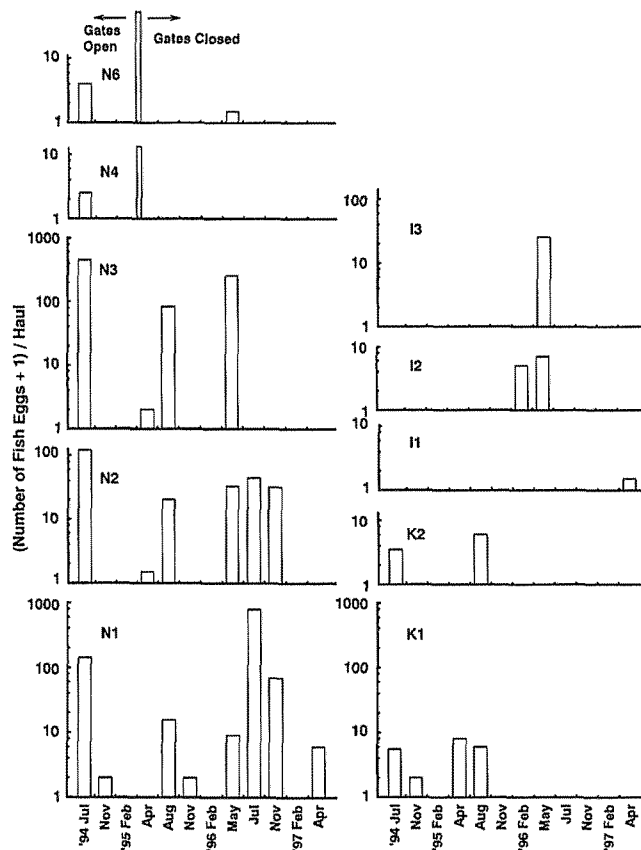 Gates Open
Gates Closed
(Number of Fish Eggs + 1) / Haul
N6
10
1
N4
10
1
N3
1000
100
10
1
N2
100
10
1
N1
1000
100
10
1
'94 Jul
Nov
'95 Feb
Apr
Aug
Nov
'96 Feb
May
Jul
Nov
'97 Feb
Apr
I3
100
10
1
I2
10
10
I1
10
1
K2
10
1
K1
1000
100
10
1
'94 Jul
Nov
'95 Feb
Apr
Aug
Nov
'96 Feb
May
Jul
Nov
'97 Feb
Apr